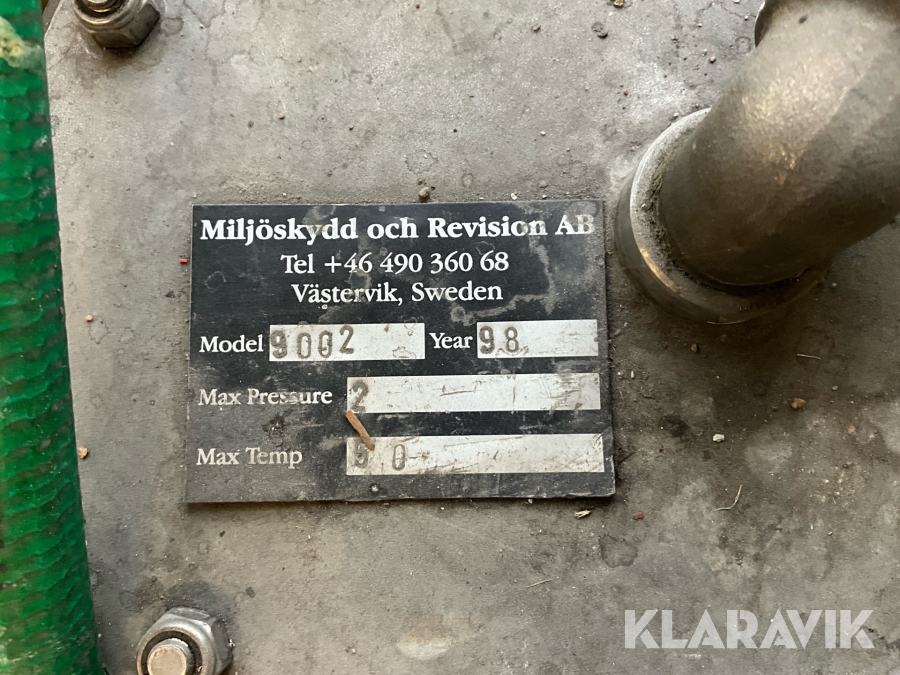 Miljöskydd och Revision AB
Tel +46 490 360 68
Västervik, Sweden
Model 9002 Year 98
Max Pressure 2
Max Temp
KLARAVIK